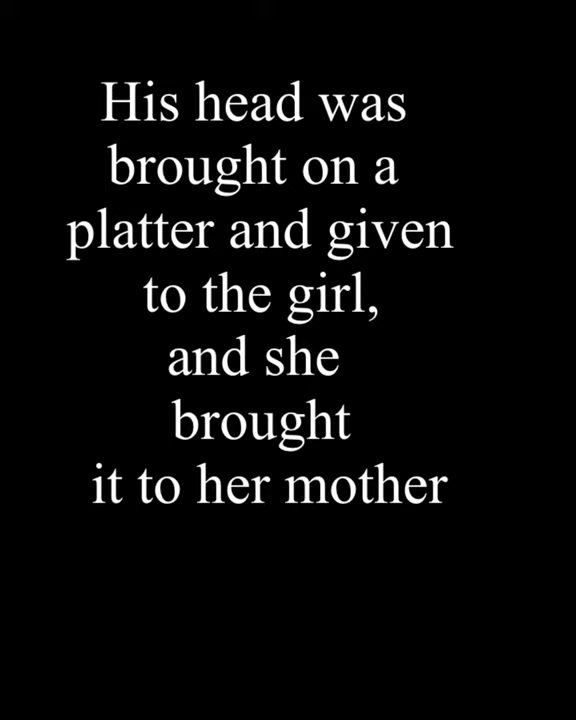 His head was
brought on a
platter and given
to the girl,
and she
brought
it to her mother